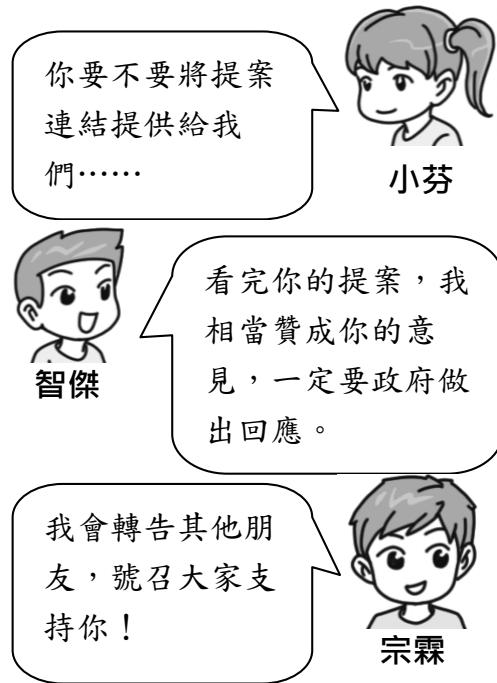 你要不要將提案
連結提供給我
們……
小芬
看完你的提案，我
相當贊成你的意
見，一定要政府做
出回應。
智傑
我會轉告其他朋
友，號召大家支
持你！
宗霖